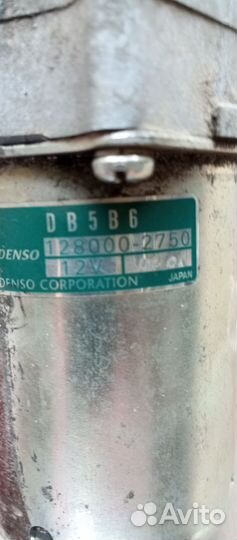 DB5B6
DENSO 128000-2750
12V
DENSO CORPORATION JAPAN
Avito